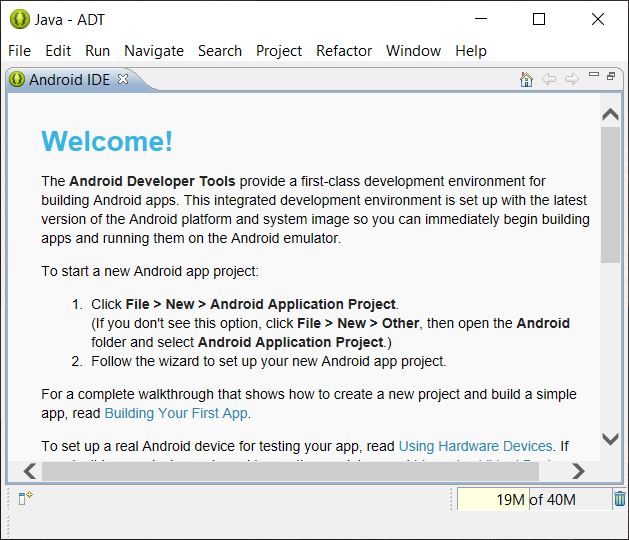 Java - ADT
File Edit Run Navigate Search Project Refactor Window Help
Android IDE
Welcome!
The Android Developer Tools provide a first-class development environment for
building Android apps. This integrated development environment is set up with the latest
version of the Android platform and system image so you can immediately begin building
apps and running them on the Android emulator.
To start a new Android app project:
1. Click File > New > Android Application Project.
(If you don't see this option, click File > New > Other, then open the Android
folder and select Android Application Project.)
2. Follow the wizard to set up your new Android app project.
For a complete walkthrough that shows how to create a new project and build a simple
app, read Building Your First App.
To set up a real Android device for testing your app, read Using Hardware Devices. If
19M of 40M